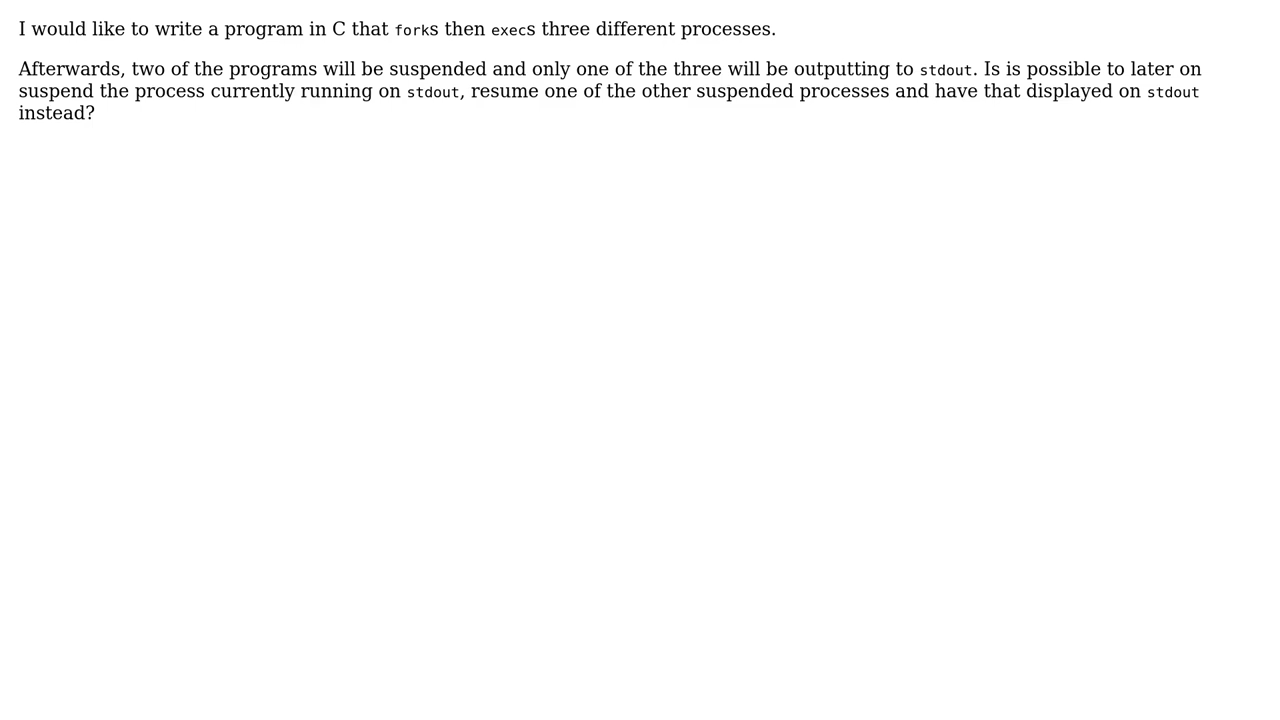 I would like to write a program in C that forks then execs three different processes.
Afterwards, two of the programs will be suspended and only one of the three will be outputting to stdout. Is is possible to later on
suspend the process currently running on stdout, resume one of the other suspended processes and have that displayed on stdout
instead?